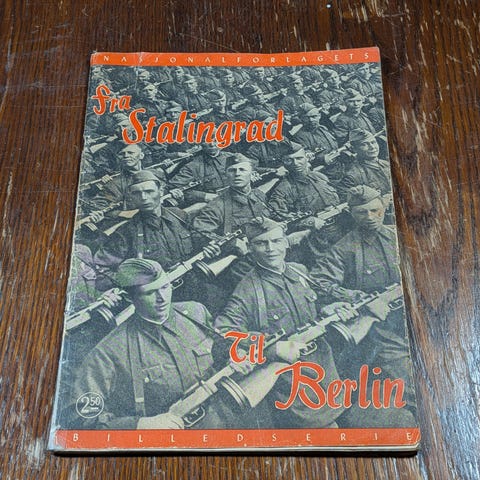 NASJONALFORLAGETS
fra
Stalingrad
Til
Berlin
2.50
BILLEDSERIE